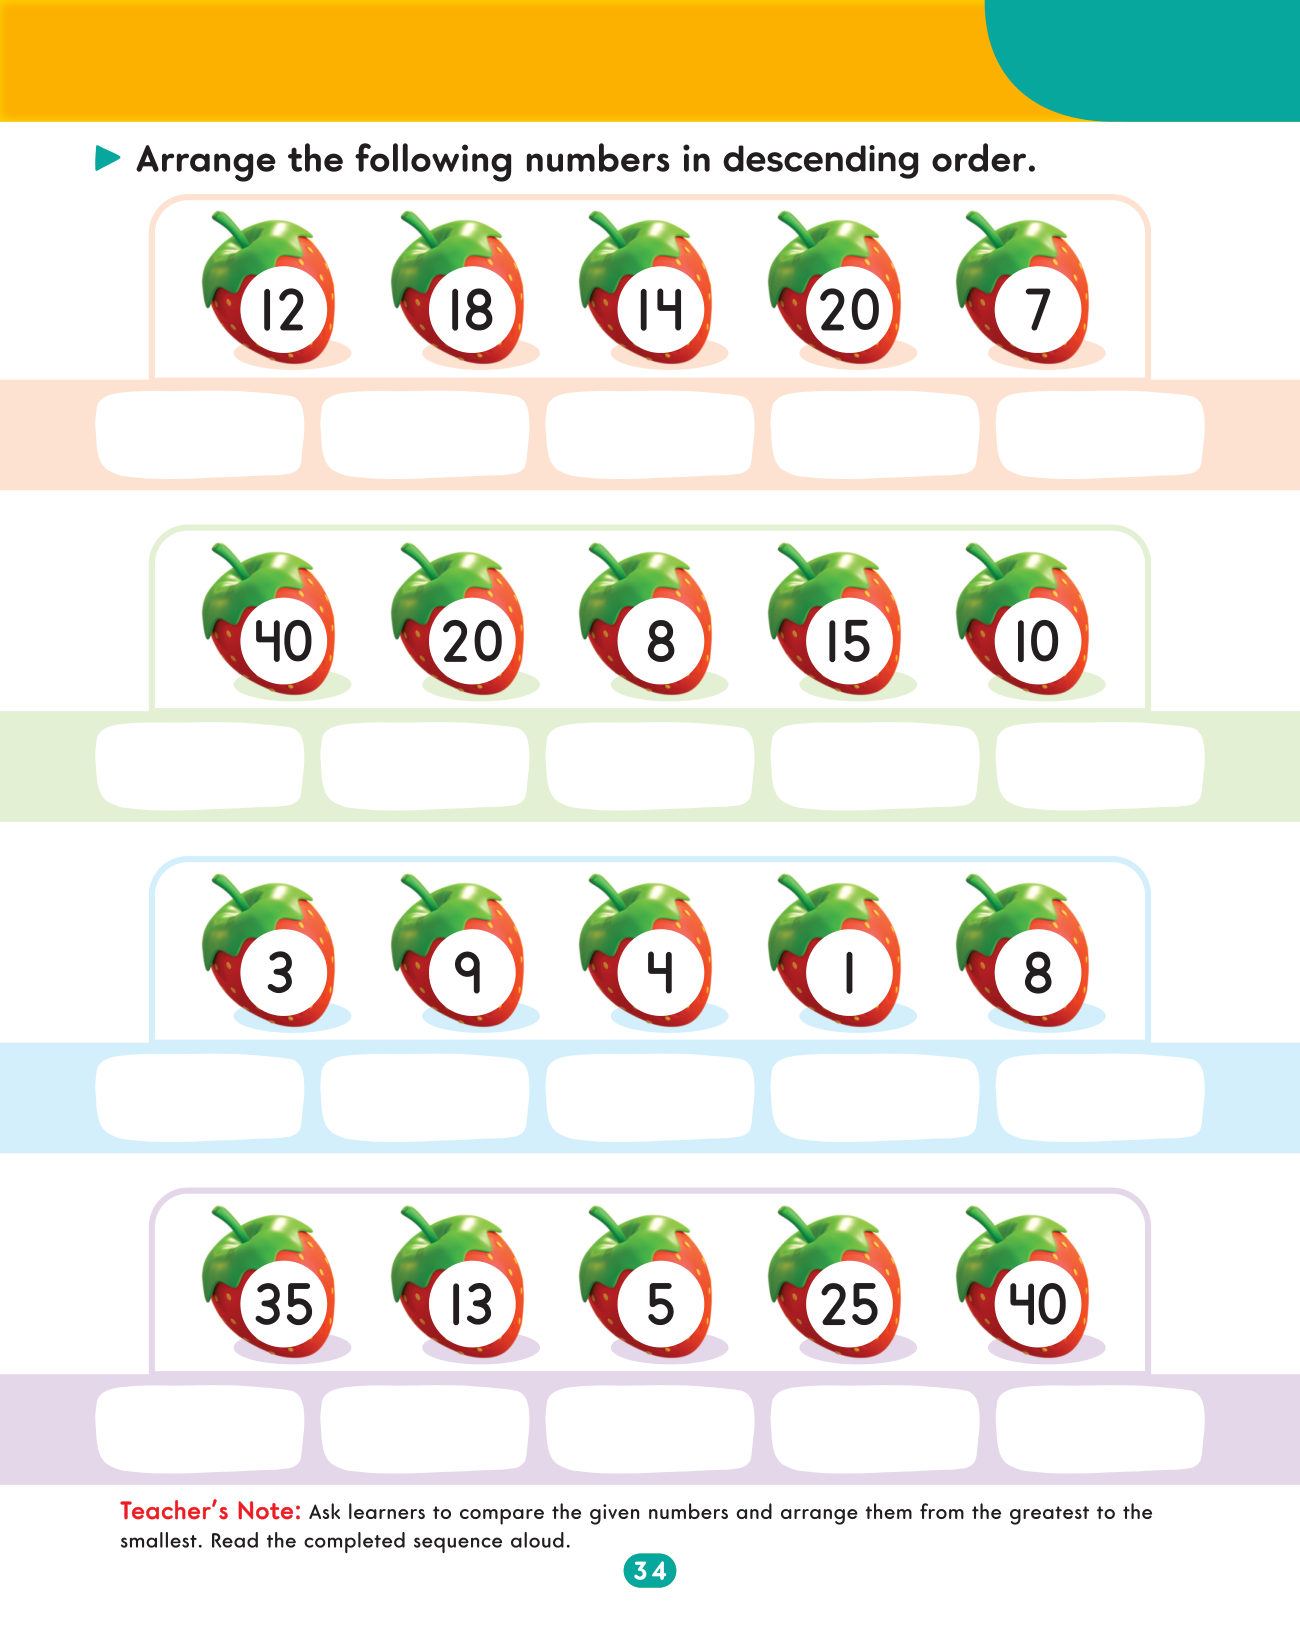 Arrange the following numbers in descending order.
12 18 14 20 7
40 20 8 15 10
3 9 4 1 8
35 13 5 25 40
Teacher's Note: Ask learners to compare the given numbers and arrange them from the greatest to the
smallest. Read the completed sequence aloud.
34